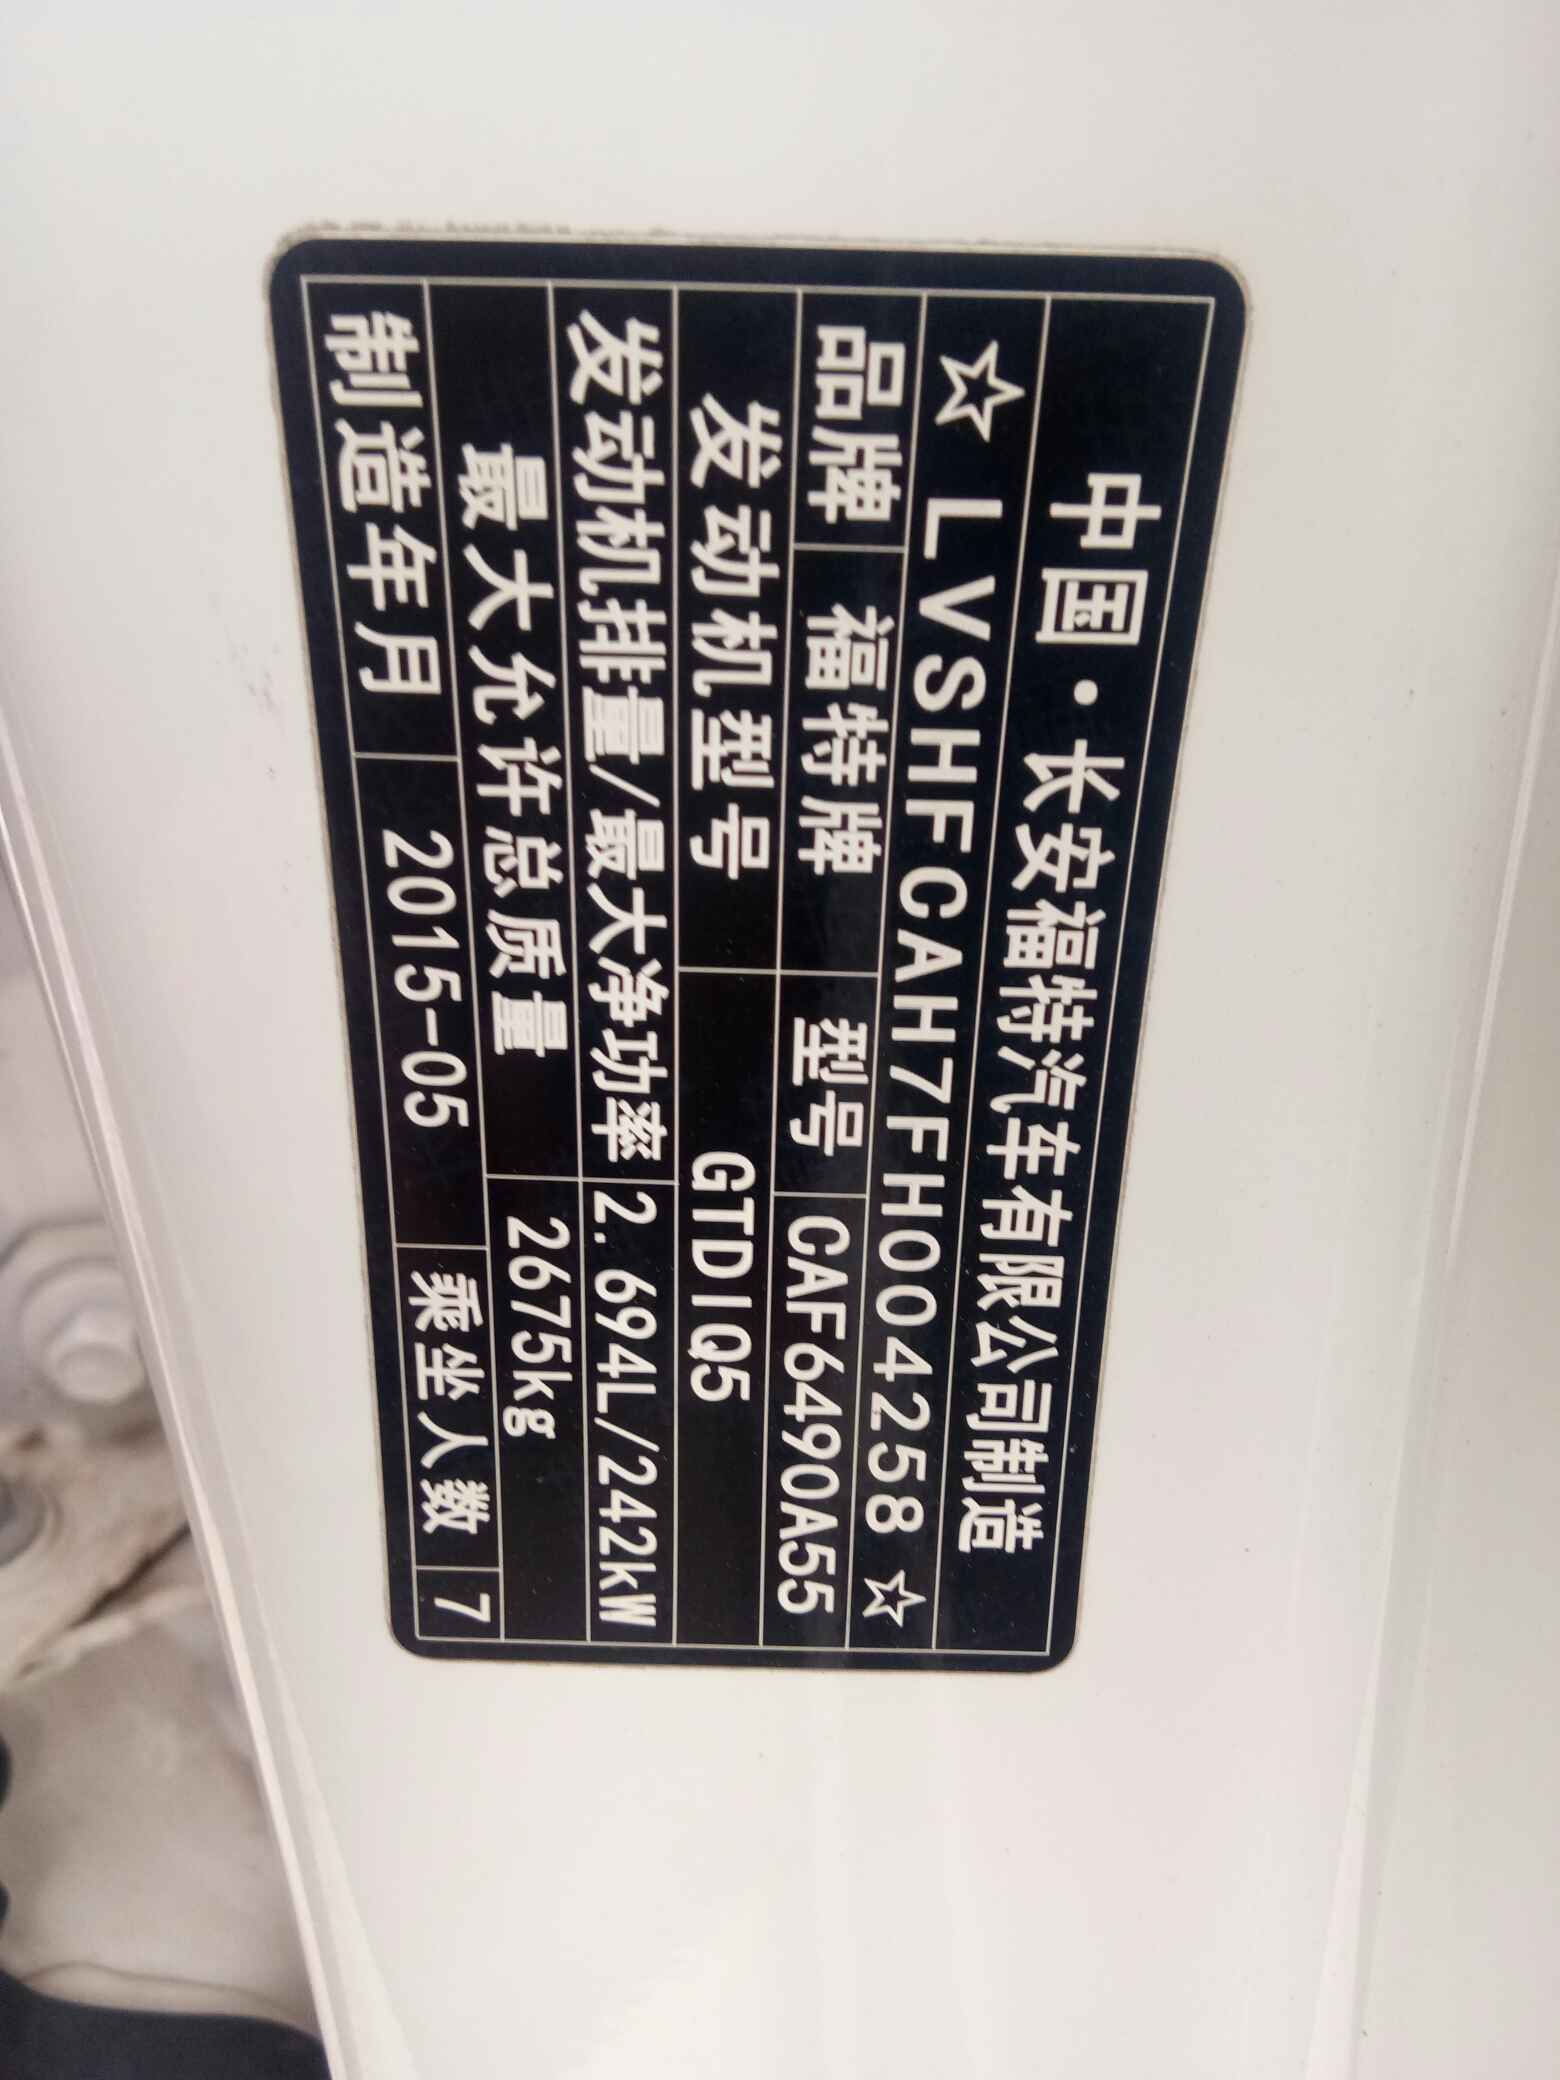 中国·长安福特汽车有限公司制造
☆LVSHFCAH7FH004258☆
品牌 福特牌 型号 CAF6490A55
发动机型号 GTDIQ5
发动机排量/最大净功率 2.694L/242kW
最大允许总质量 2675kg
制造年月 2015-05 乘坐人数 7